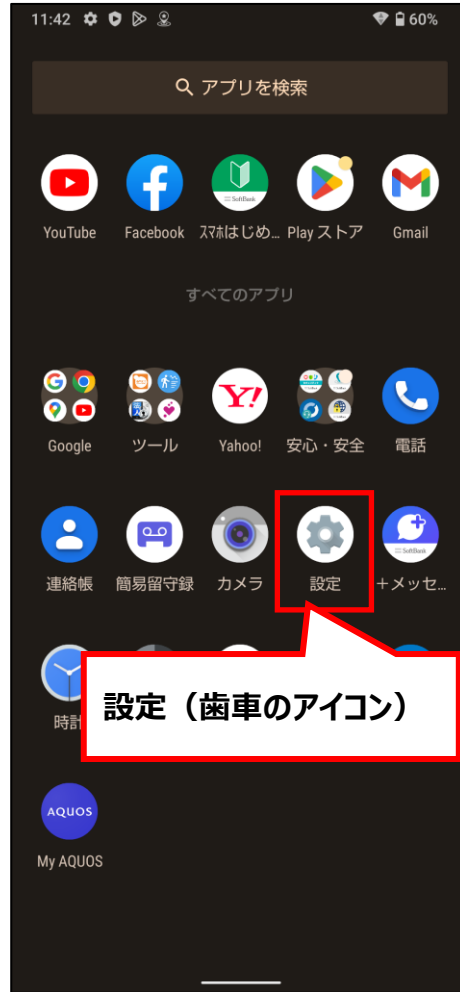 11:42 60%
アプリを検索
SoftBank
YouTube Facebook スマホはじめ... Play ストア Gmail
すべてのアプリ
Y!
Google ツール Yahoo! 安心・安全 電話
SoftBank
連絡帳 簡易留守録 カメラ 設定 +メッセ...
設定（歯車のアイコン）
時計
AQUOS
My AQUOS